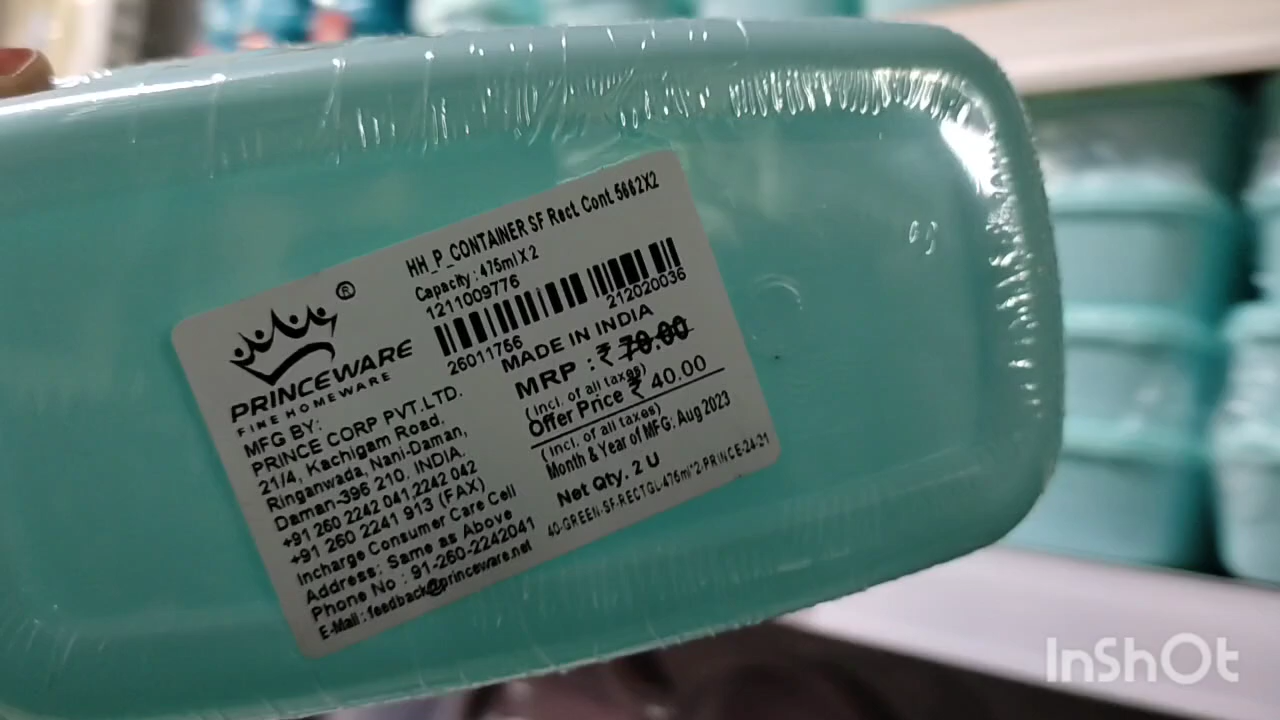 HH_P_CONTAINER SF Rect. Cont. 5662X2
Capacity : 475ml X 2
1211009776
26011756
212020036
MADE IN INDIA
MRP : ₹ 70.00
(incl. of all taxes)
Offer Price ₹ 40.00
(incl. of all taxes)
Month & Year of MFG: Aug 2023
Net Qty. 2 U
40-GREEN-SF-RECTGL-475ml*2-PRINCE-24-21
®
PRINCEWARE
FINE HOMEWARE
MFG BY:
PRINCE CORP PVT.LTD.
21/4, Kachigam Road,
Ringanwada, Nani-Daman,
Daman-396 210. INDIA.
+91 260 2242 041,2242 042
+91 260 2241 913 (FAX)
Incharge Consumer Care Cell
Address: Same as Above
Phone No : 91-260-2242041
E-Mail : feedback@princeware.net
InShOt